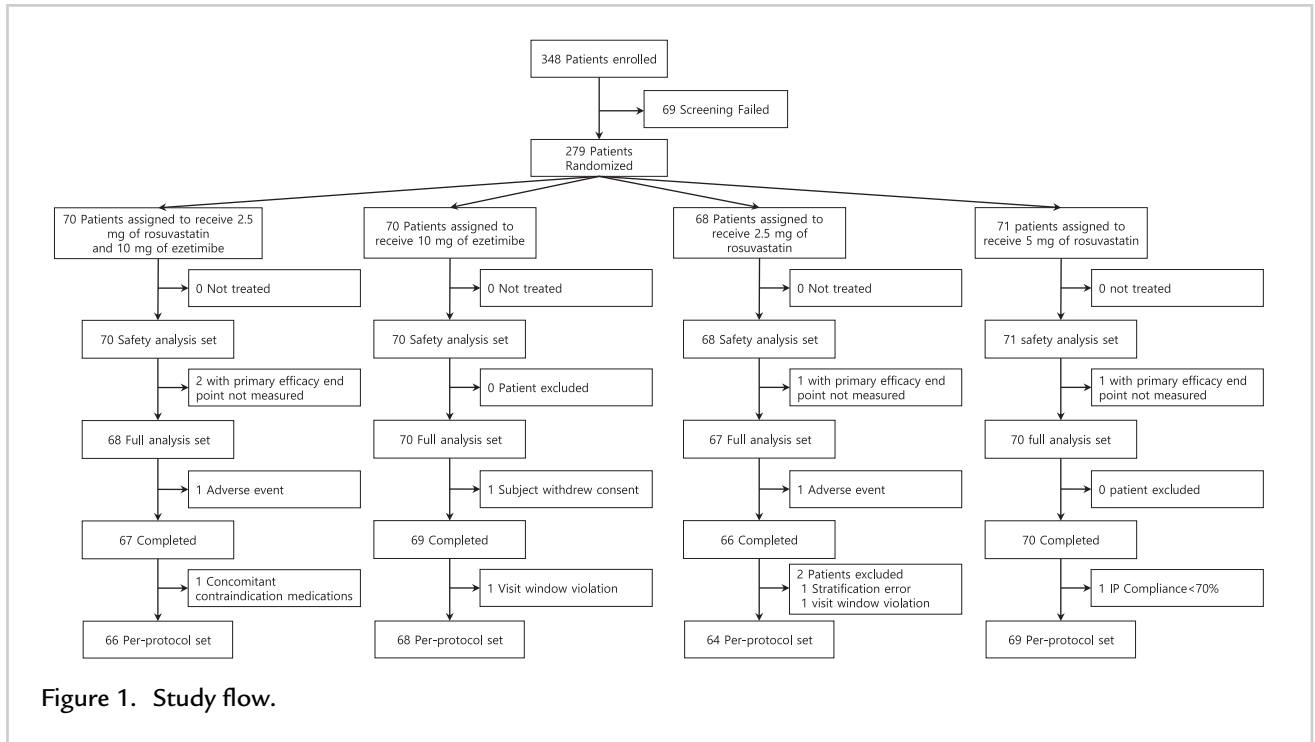 348 Patients enrolled
69 Screening Failed
279 Patients
Randomized
70 Patients assigned to receive 2.5
mg of rosuvastatin
and 10 mg of ezetimibe
70 Patients assigned to
receive 10 mg of ezetimibe
68 Patients assigned to
receive 2.5 mg of
rosuvastatin
71 patients assigned to
receive 5 mg of rosuvastatin
0 Not treated
0 Not treated
0 Not treated
0 not treated
70 Safety analysis set
70 Safety analysis set
68 Safety analysis set
71 safety analysis set
2 with primary efficacy end
point not measured
0 Patient excluded
1 with primary efficacy end
point not measured
1 with primary efficacy end
point not measured
68 Full analysis set
70 Full analysis set
67 Full analysis set
70 full analysis set
1 Adverse event
1 Subject withdrew consent
1 Adverse event
0 patient excluded
67 Completed
69 Completed
66 Completed
70 Completed
1 Concomitant
contraindication medications
1 Visit window violation
2 Patients excluded
1 Stratification error
1 visit window violation
1 IP Compliance<70%
66 Per-protocol set
68 Per-protocol set
64 Per-protocol set
69 Per-protocol set
Figure 1. Study flow.